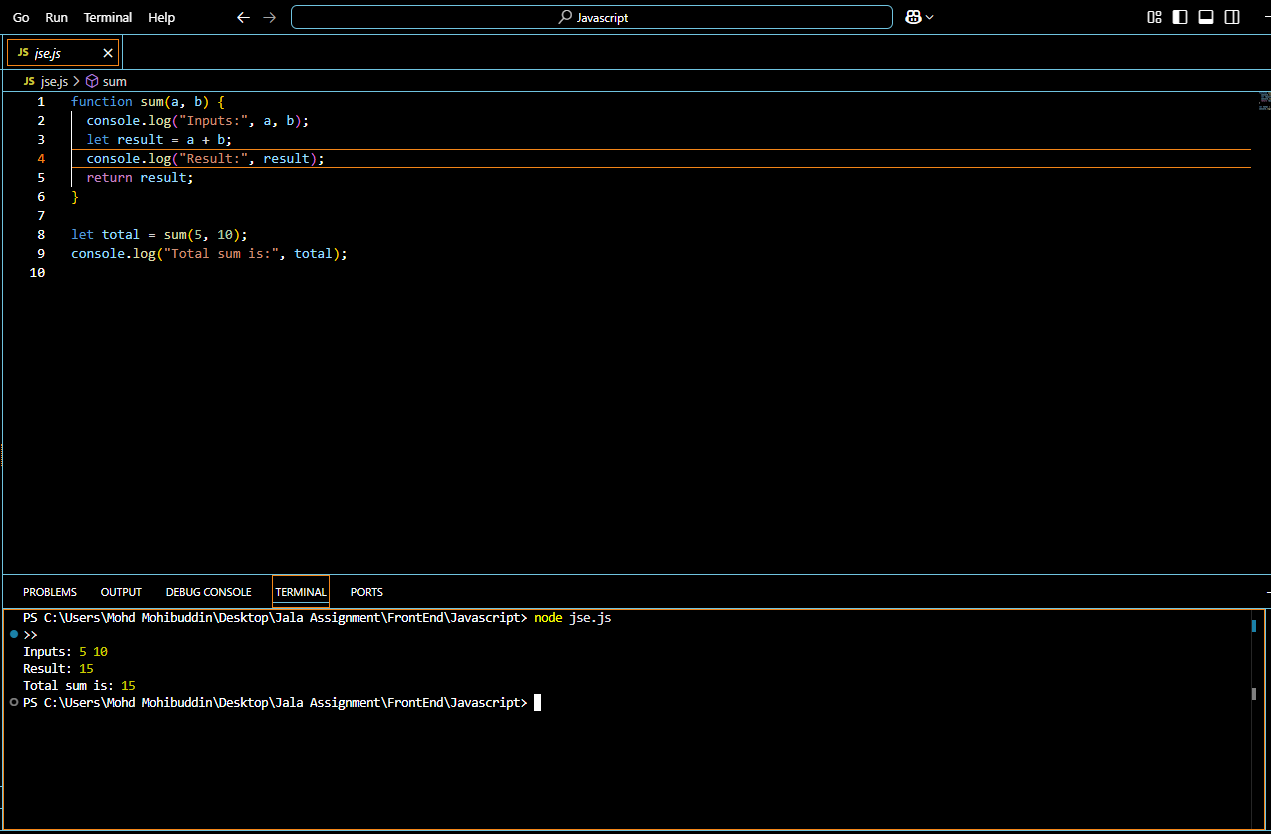 Go Run Terminal Help Javascript
JS jse.js
JS jse.js > sum
1 function sum(a, b) {
2 console.log("Inputs:", a, b);
3 let result = a + b;
4 console.log("Result:", result);
5 return result;
6 }
7
8 let total = sum(5, 10);
9 console.log("Total sum is:", total);
10
PROBLEMS OUTPUT DEBUG CONSOLE TERMINAL PORTS
PS C:\Users\Mohd Mohibuddin\Desktop\Jala Assignment\FrontEnd\Javascript> node jse.js
>>
Inputs: 5 10
Result: 15
Total sum is: 15
PS C:\Users\Mohd Mohibuddin\Desktop\Jala Assignment\FrontEnd\Javascript>